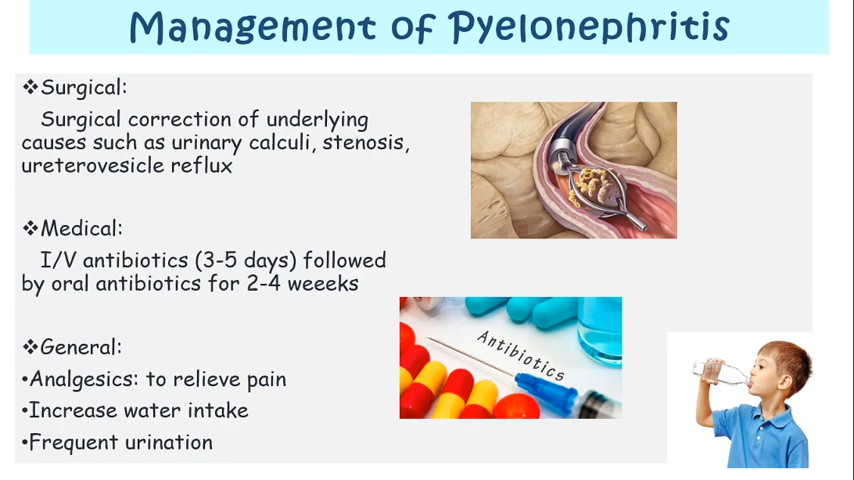 Management of Pyelonephritis
❖Surgical:
Surgical correction of underlying
causes such as urinary calculi, stenosis,
ureterovesicle reflux
❖Medical:
I/V antibiotics (3-5 days) followed
by oral antibiotics for 2-4 weeeks
❖General:
•Analgesics: to relieve pain
•Increase water intake
•Frequent urination
Antibiotics